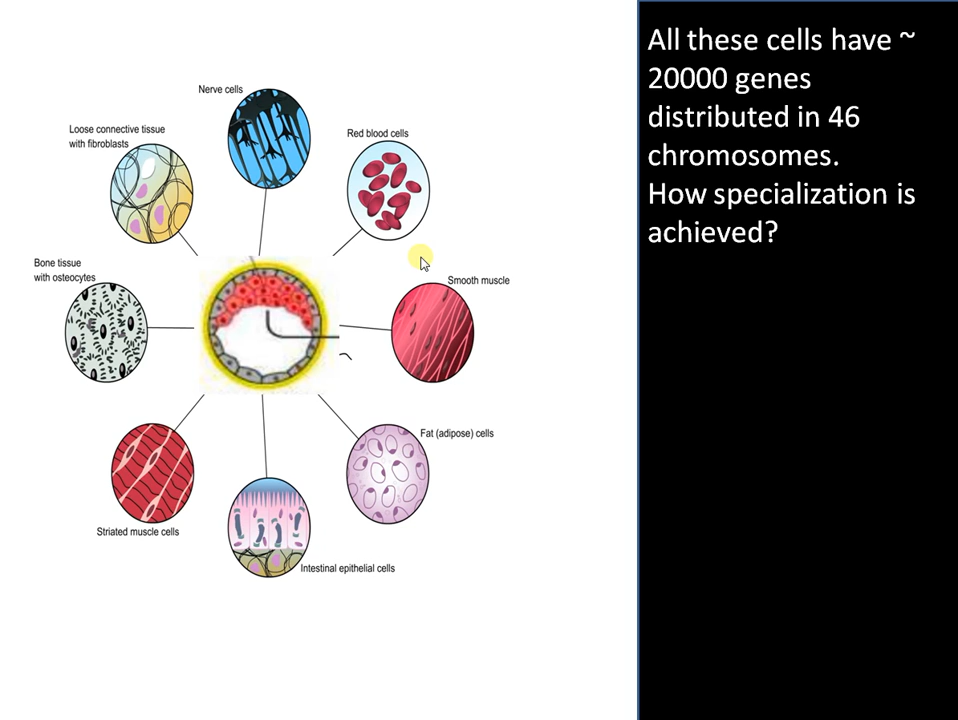 Nerve cells
Loose connective tissue
with fibroblasts
Red blood cells
Bone tissue
with osteocytes
Smooth muscle
Fat (adipose) cells
Striated muscle cells
Intestinal epithelial cells
All these cells have ~
20000 genes
distributed in 46
chromosomes.
How specialization is
achieved?